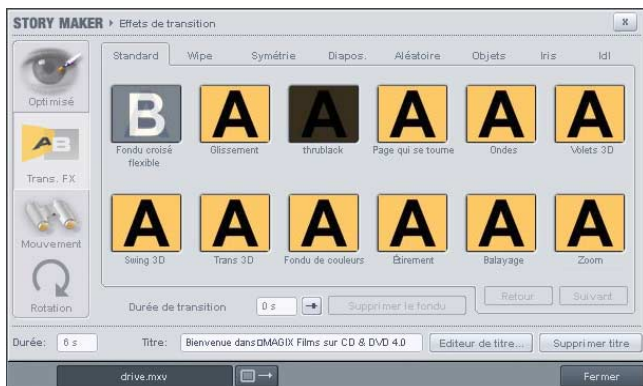 STORY MAKER Effets de transition x
Standard Wipe Symétrie Diapos. Aléatoire Objets Iris Idl
Optimisé
AB
Trans. FX
Mouvement
Rotation
B A A A A A
Fondu croisé flexible
Glissement
thrublack
Page qui se tourne
Ondes
Volets 3D
A A A A A A
Swing 3D
Trans 3D
Fondu de couleurs
Étirement
Balayage
Zoom
Durée de transition 0 s Supprimer le fondu Retour Suivant
Durée: 6 s Titre: Bienvenue dans□MAGIX Films sur CD & DVD 4.0 Editeur de titre... Supprimer titre
drive.mxv Fermer